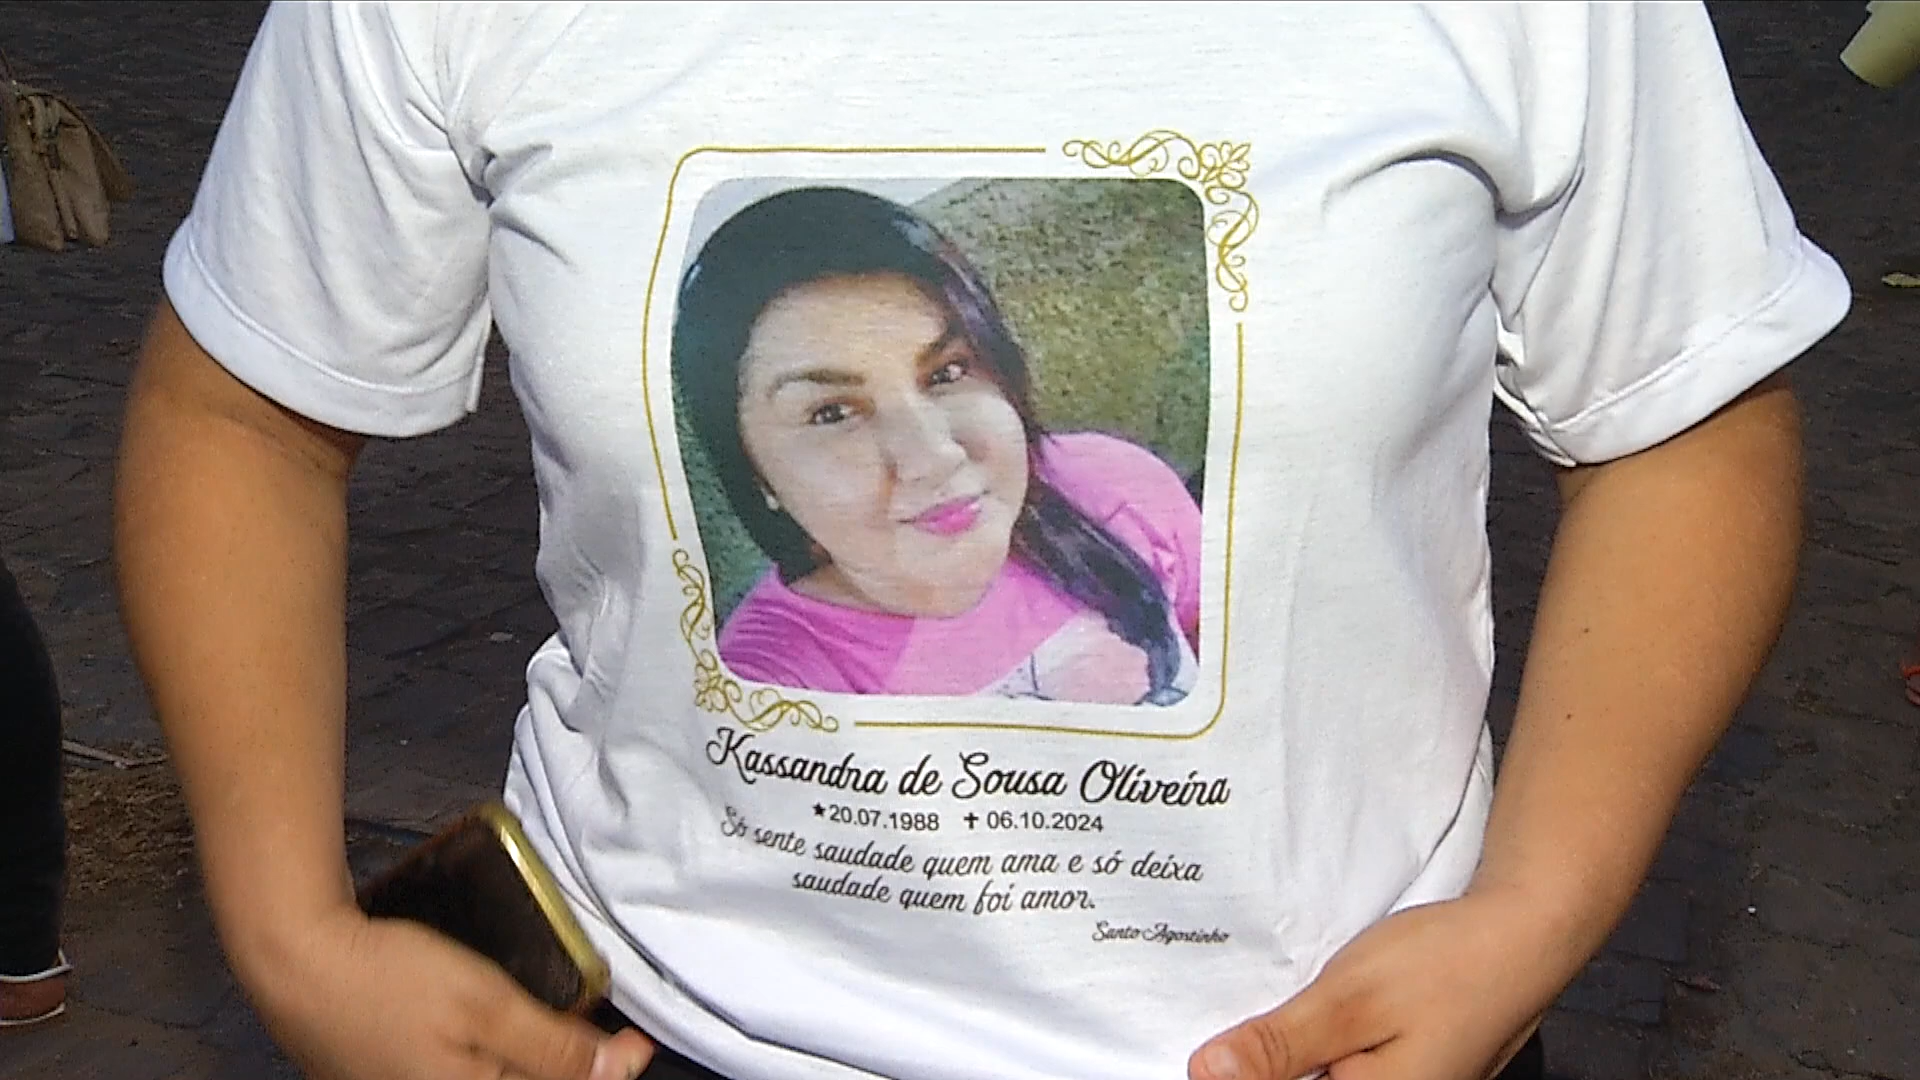 Kassandra de Sousa Oliveira
★20.07.1988 ✝06.10.2024
Só sente saudade quem ama e só deixa
saudade quem foi amor.
Santo Agostinho